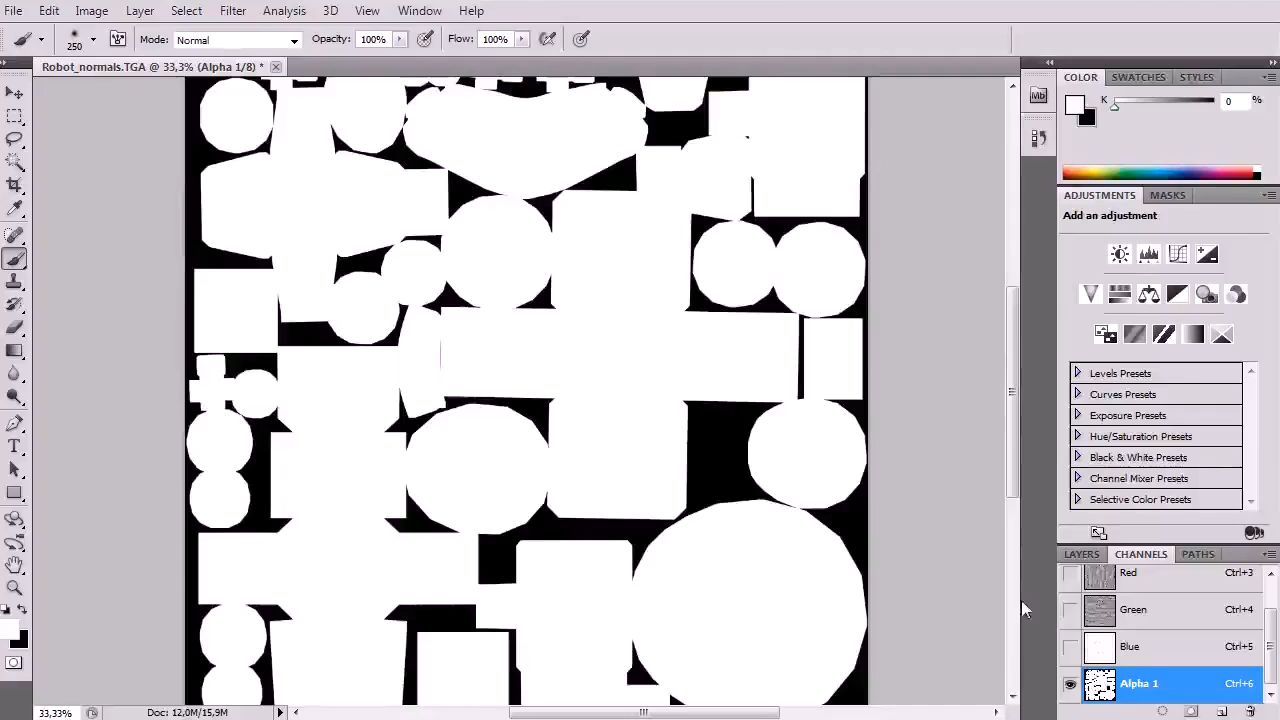 File Edit Image Layer Select Filter Analysis 3D View Window Help
250 Mode: Normal Opacity: 100% Flow: 100%
Robot_normals.TGA @ 33,3% (Alpha 1/8) *
COLOR SWATCHES STYLES
K 0 %
ADJUSTMENTS MASKS
Add an adjustment
Levels Presets
Curves Presets
Exposure Presets
Hue/Saturation Presets
Black & White Presets
Channel Mixer Presets
Selective Color Presets
LAYERS CHANNELS PATHS
Red Ctrl+3
Green Ctrl+4
Blue Ctrl+5
Alpha 1 Ctrl+6
33,33% Doc: 12,0M/15,9M
Mb
T